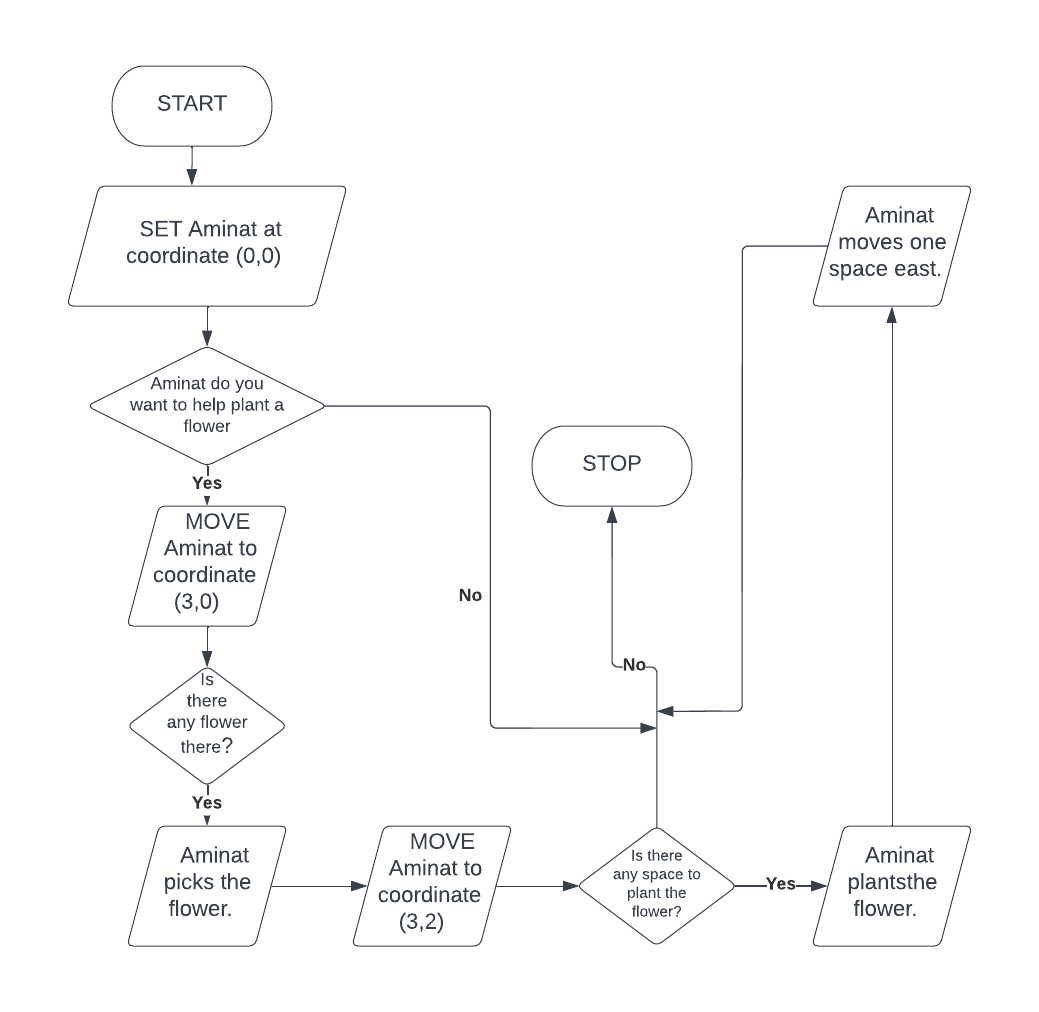 START
SET Aminat at
coordinate (0,0)
Aminat do you
want to help plant a
flower
Yes
MOVE
Aminat to
coordinate
(3,0)
Is
there
any flower
there?
Yes
Aminat
picks the
flower.
MOVE
Aminat to
coordinate
(3,2)
Is there
any space to
plant the
flower?
Yes
Aminat
plantsthe
flower.
Aminat
moves one
space east.
No
No
STOP